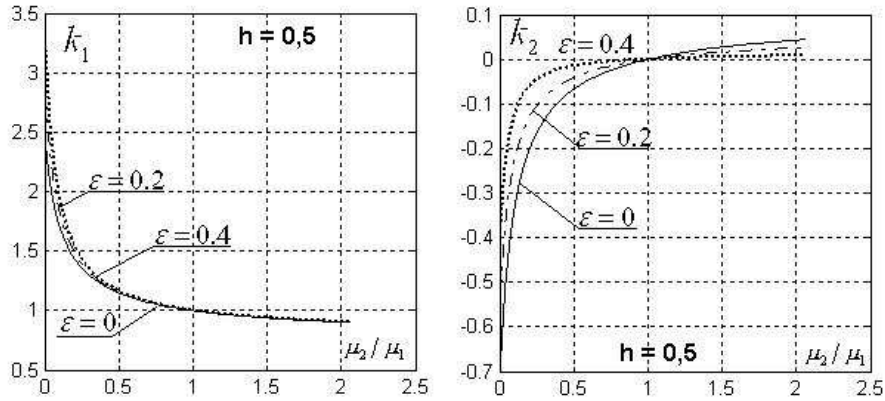 3.5
3
2.5
2
1.5
1
0.5
k₁
h = 0,5
ε = 0.2
ε = 0.4
ε = 0
μ₂ / μ₁
0 0.5 1 1.5 2 2.5
0.1
0
-0.1
-0.2
-0.3
-0.4
-0.5
-0.6
-0.7
k₂
ε = 0.4
ε = 0.2
ε = 0
h = 0,5
μ₂ / μ₁
0 0.5 1 1.5 2 2.5